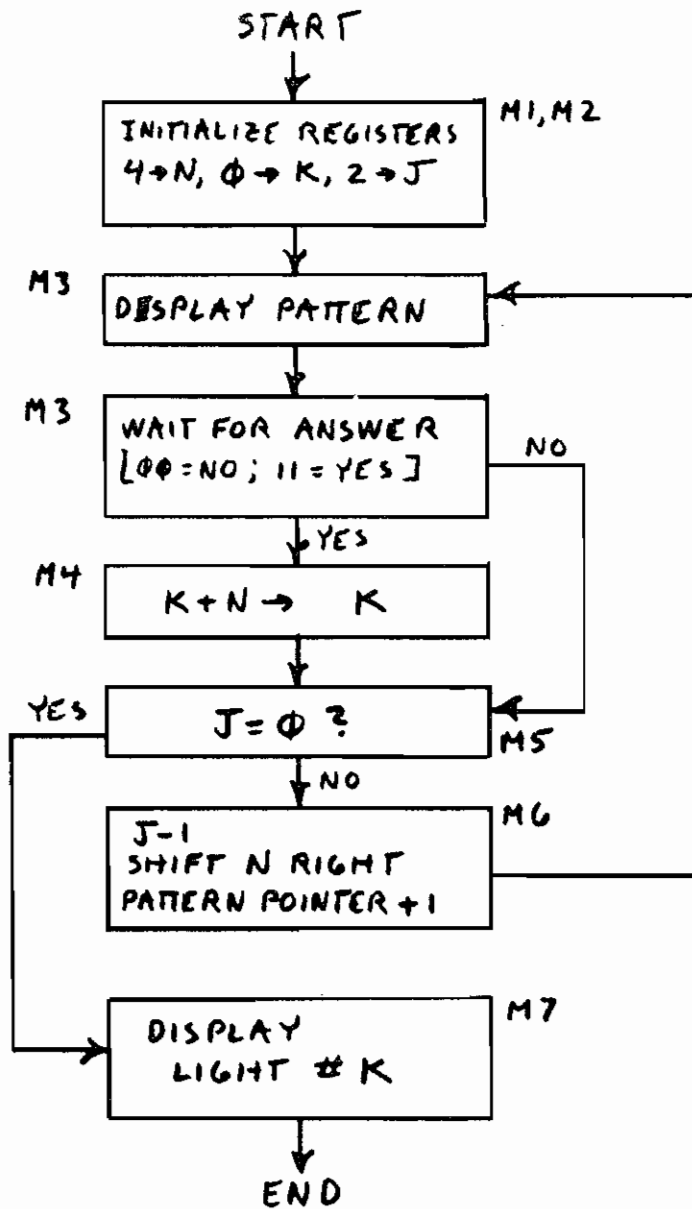 START
M1, M2
INITIALIZE REGISTERS
4→N, ϕ→K, 2→J
M3
DISPLAY PATTERN
M3
WAIT FOR ANSWER
[ϕϕ=NO; 11=YES]
NO
YES
M4
K+N→ K
YES
J=ϕ?
M5
NO
M6
J-1
SHIFT N RIGHT
PATTERN POINTER +1
M7
DISPLAY
LIGHT # K
END